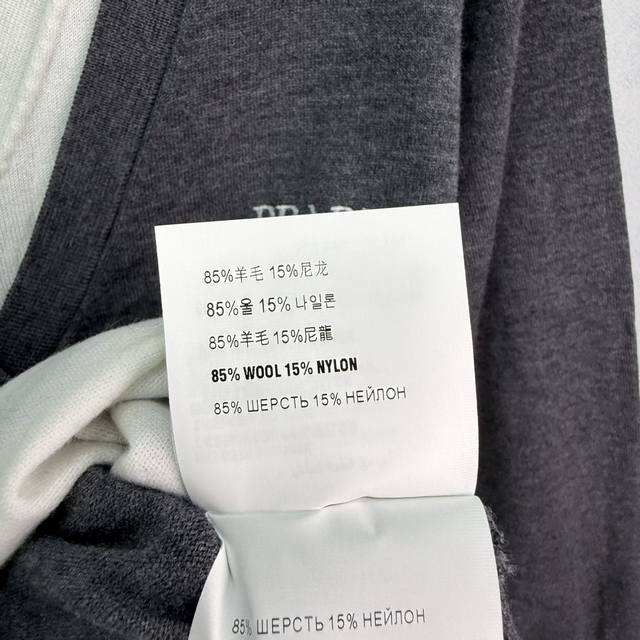 85%羊毛 15%尼龙
85%울 15% 나일론
85%羊毛 15%尼龍
85% WOOL 15% NYLON
85% ШЕРСТЬ 15% НЕЙЛОН
85% ШЕРСТЬ 15% НЕЙЛОН